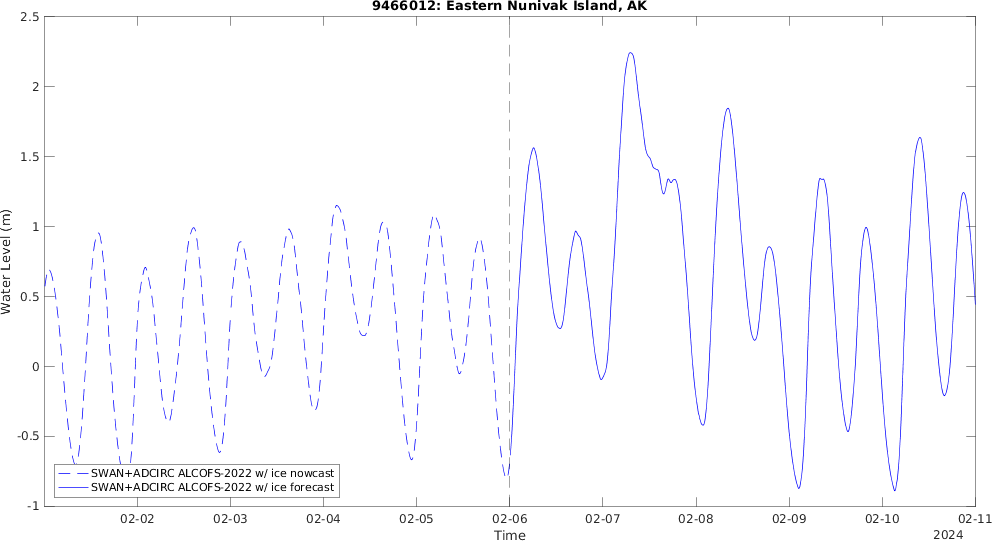 9466012: Eastern Nunivak Island, AK
2.5
2
1.5
1
0.5
0
-0.5
-1
Water Level (m)
SWAN+ADCIRC ALCOFS-2022 w/ ice nowcast
SWAN+ADCIRC ALCOFS-2022 w/ ice forecast
02-02 02-03 02-04 02-05 02-06 02-07 02-08 02-09 02-10 02-11
Time
2024